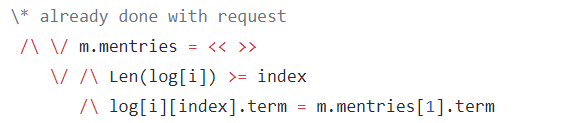 \* already done with request
/\ \/ m.mentries = << >>
\/ /\ Len(log[i]) >= index
/\ log[i][index].term = m.mentries[1].term